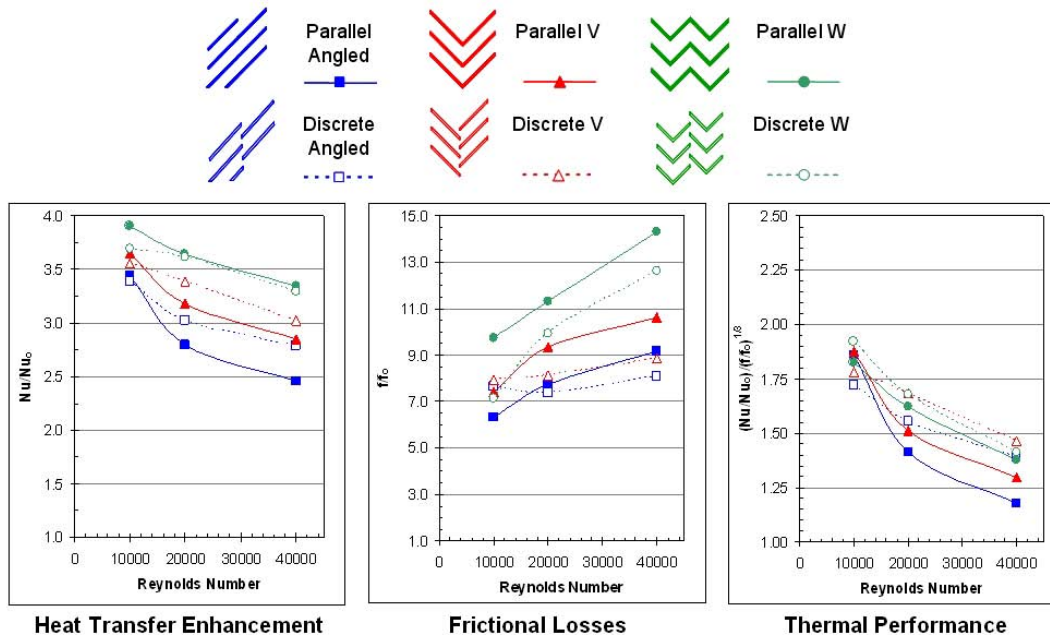 Parallel Angled
Parallel V
Parallel W
Discrete Angled
Discrete V
Discrete W
4.0
3.5
3.0
2.5
2.0
1.5
1.0
Nu/Nuₒ
0 10000 20000 30000 40000
Reynolds Number
Heat Transfer Enhancement
15.0
13.0
11.0
9.0
7.0
5.0
3.0
1.0
f/fₒ
0 10000 20000 30000 40000
Reynolds Number
Frictional Losses
2.50
2.25
2.00
1.75
1.50
1.25
1.00
(Nu/Nuₒ)/(f/fₒ)^1/3
0 10000 20000 30000 40000
Reynolds Number
Thermal Performance